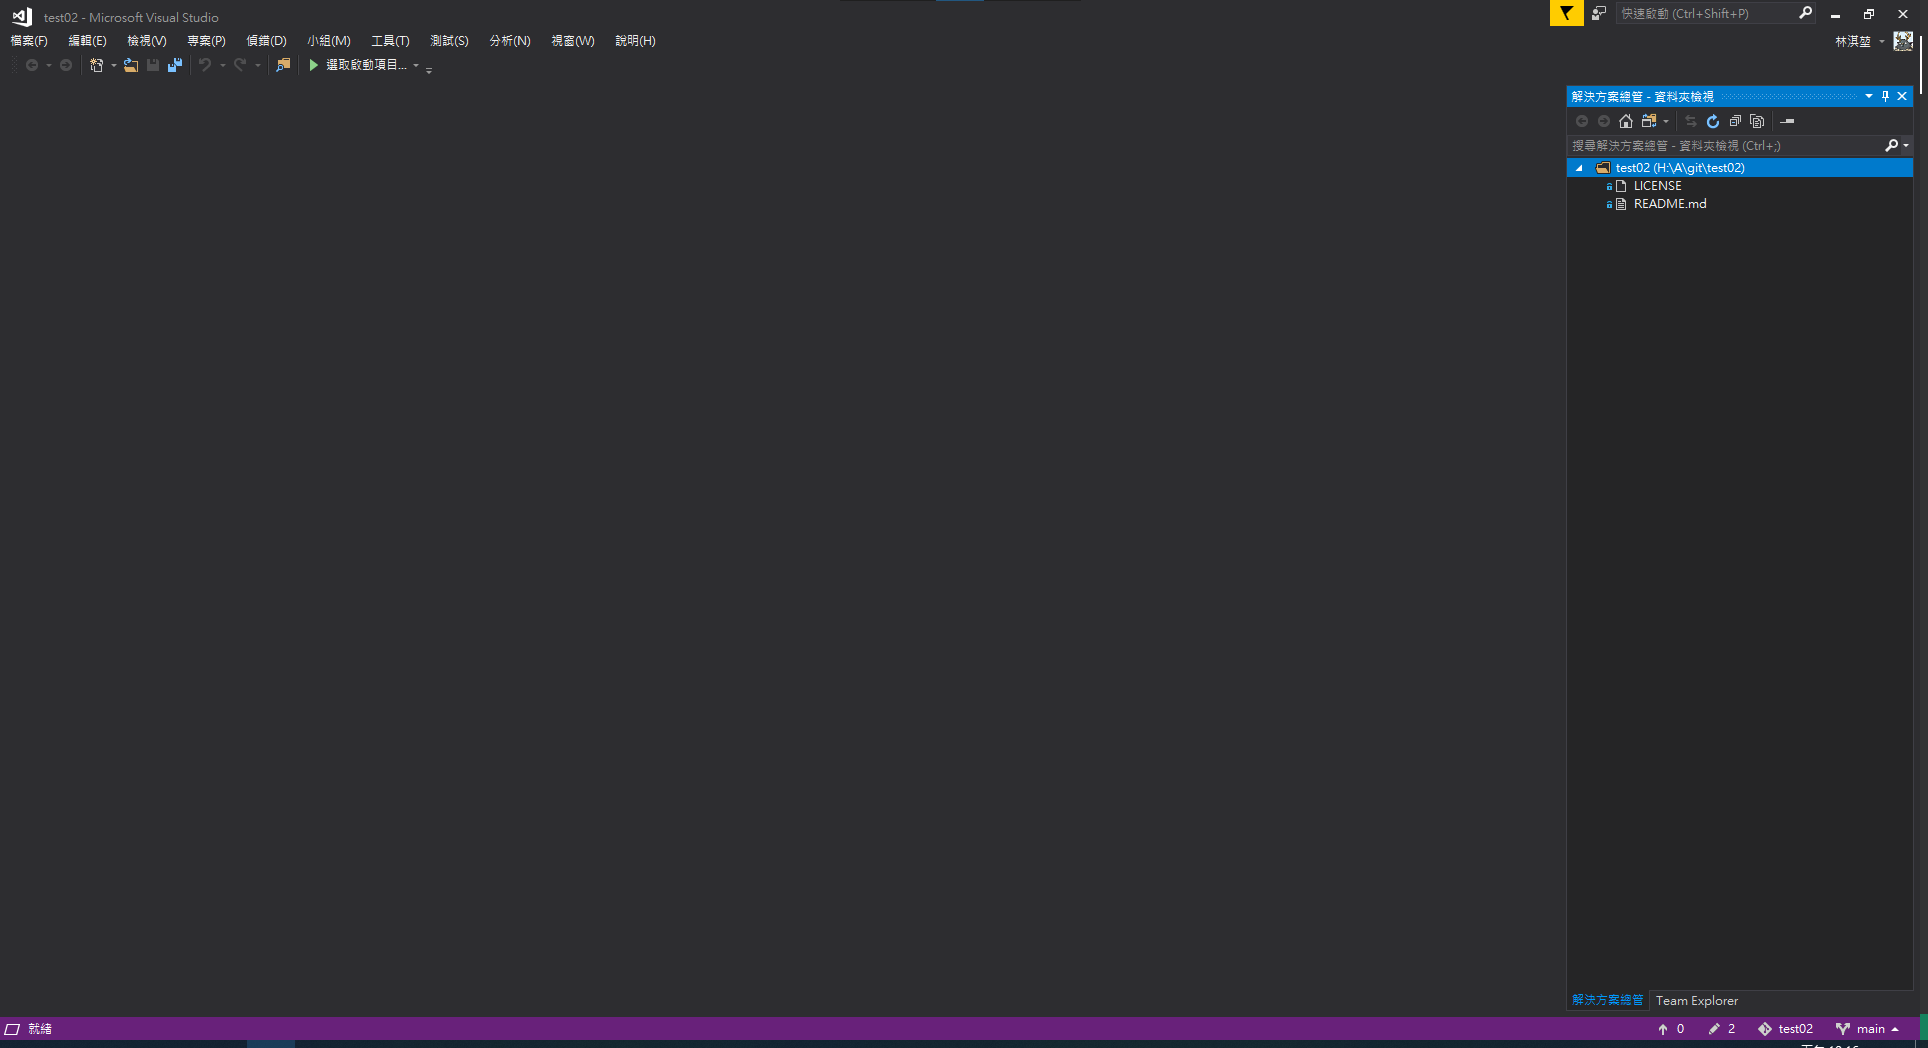 test02 - Microsoft Visual Studio
快速啟動 (Ctrl+Shift+P)
檔案(F) 編輯(E) 檢視(V) 專案(P) 偵錯(D) 小組(M) 工具(T) 測試(S) 分析(N) 視窗(W) 說明(H)
林淇堃
選取啟動項目...
解決方案總管 - 資料夾檢視
搜尋解決方案總管 - 資料夾檢視 (Ctrl+;)
test02 (H:\A\git\test02)
LICENSE
README.md
解決方案總管 Team Explorer
就緒 0 2 test02 main